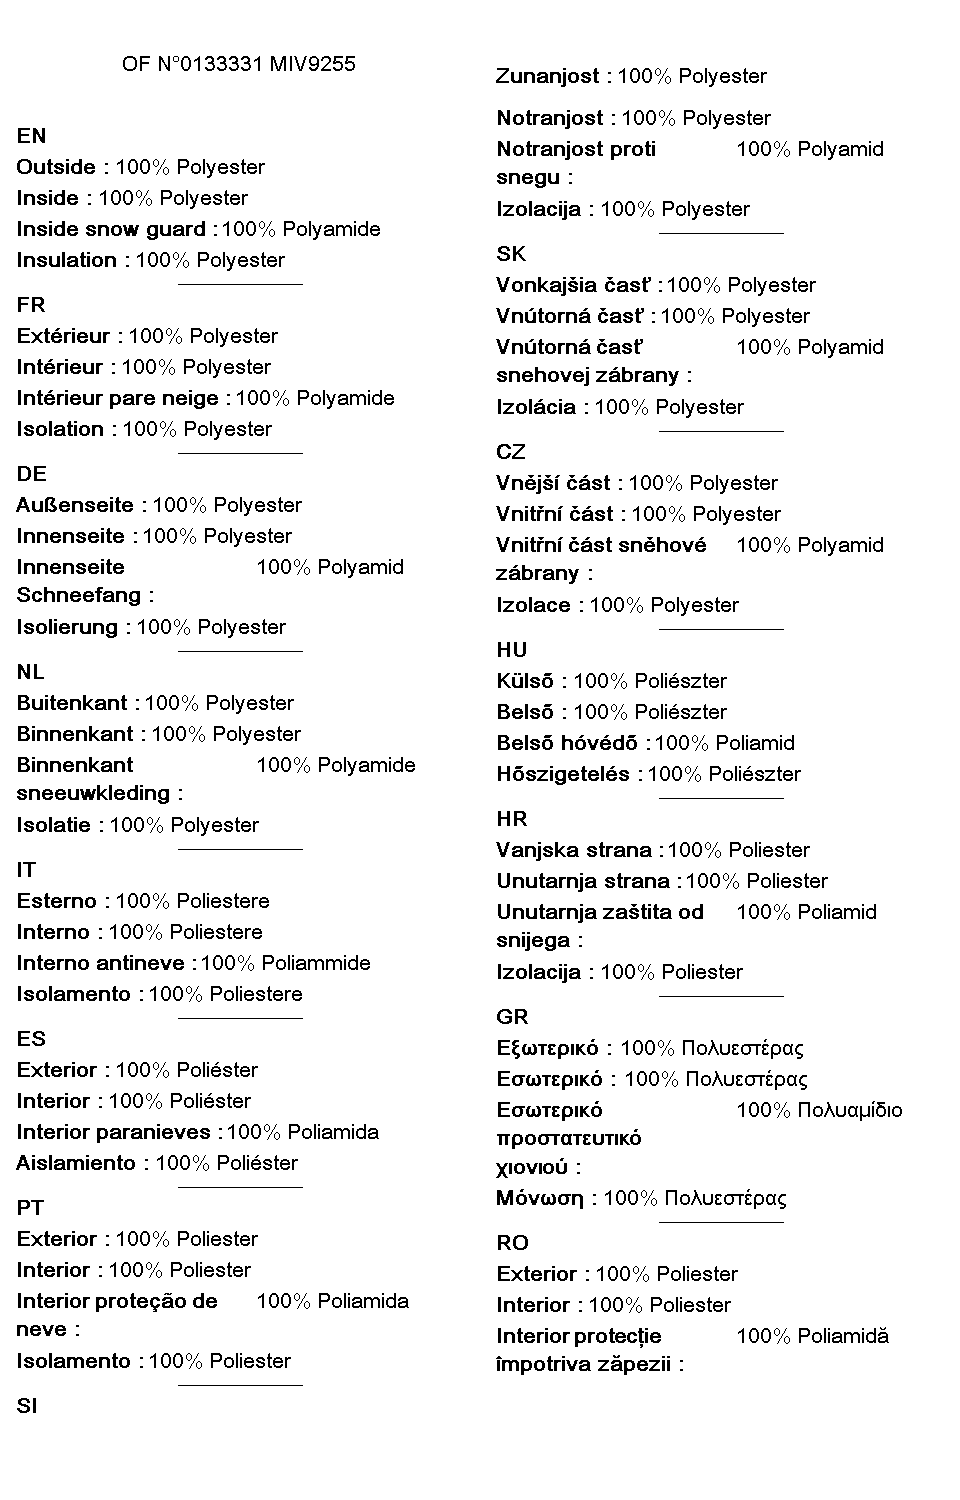 OF N°0133331 MIV9255
EN
Outside : 100% Polyester
Inside : 100% Polyester
Inside snow guard : 100% Polyamide
Insulation : 100% Polyester
FR
Extérieur : 100% Polyester
Intérieur : 100% Polyester
Intérieur pare neige : 100% Polyamide
Isolation : 100% Polyester
DE
Außenseite : 100% Polyester
Innenseite : 100% Polyester
Innenseite 100% Polyamid
Schneefang :
Isolierung : 100% Polyester
NL
Buitenkant : 100% Polyester
Binnenkant : 100% Polyester
Binnenkant 100% Polyamide
sneeuwkleding :
Isolatie : 100% Polyester
IT
Esterno : 100% Poliestere
Interno : 100% Poliestere
Interno antineve : 100% Poliammide
Isolamento : 100% Poliestere
ES
Exterior : 100% Poliéster
Interior : 100% Poliéster
Interior paranieves : 100% Poliamida
Aislamiento : 100% Poliéster
PT
Exterior : 100% Poliester
Interior : 100% Poliester
Interior proteção de 100% Poliamida
neve :
Isolamento : 100% Poliester
SI
Zunanjost : 100% Polyester
Notranjost : 100% Polyester
Notranjost proti 100% Polyamid
snegu :
Izolacija : 100% Polyester
SK
Vonkajšia časť : 100% Polyester
Vnútorná časť : 100% Polyester
Vnútorná časť 100% Polyamid
snehovej zábrany :
Izolácia : 100% Polyester
CZ
Vnější část : 100% Polyester
Vnitřní část : 100% Polyester
Vnitřní část sněhové 100% Polyamid
zábrany :
Izolace : 100% Polyester
HU
Külső : 100% Poliészter
Belső : 100% Poliészter
Belső hóvédő : 100% Poliamid
Hőszigetelés : 100% Poliészter
HR
Vanjska strana : 100% Poliester
Unutarnja strana : 100% Poliester
Unutarnja zaštita od 100% Poliamid
snijega :
Izolacija : 100% Poliester
GR
Εξωτερικό : 100% Πολυεστέρας
Εσωτερικό : 100% Πολυεστέρας
Εσωτερικό 100% Πολυαμίδιο
προστατευτικό
χιονιού :
Μόνωση : 100% Πολυεστέρας
RO
Exterior : 100% Poliester
Interior : 100% Poliester
Interior protecție 100% Poliamidă
împotriva zăpezii :